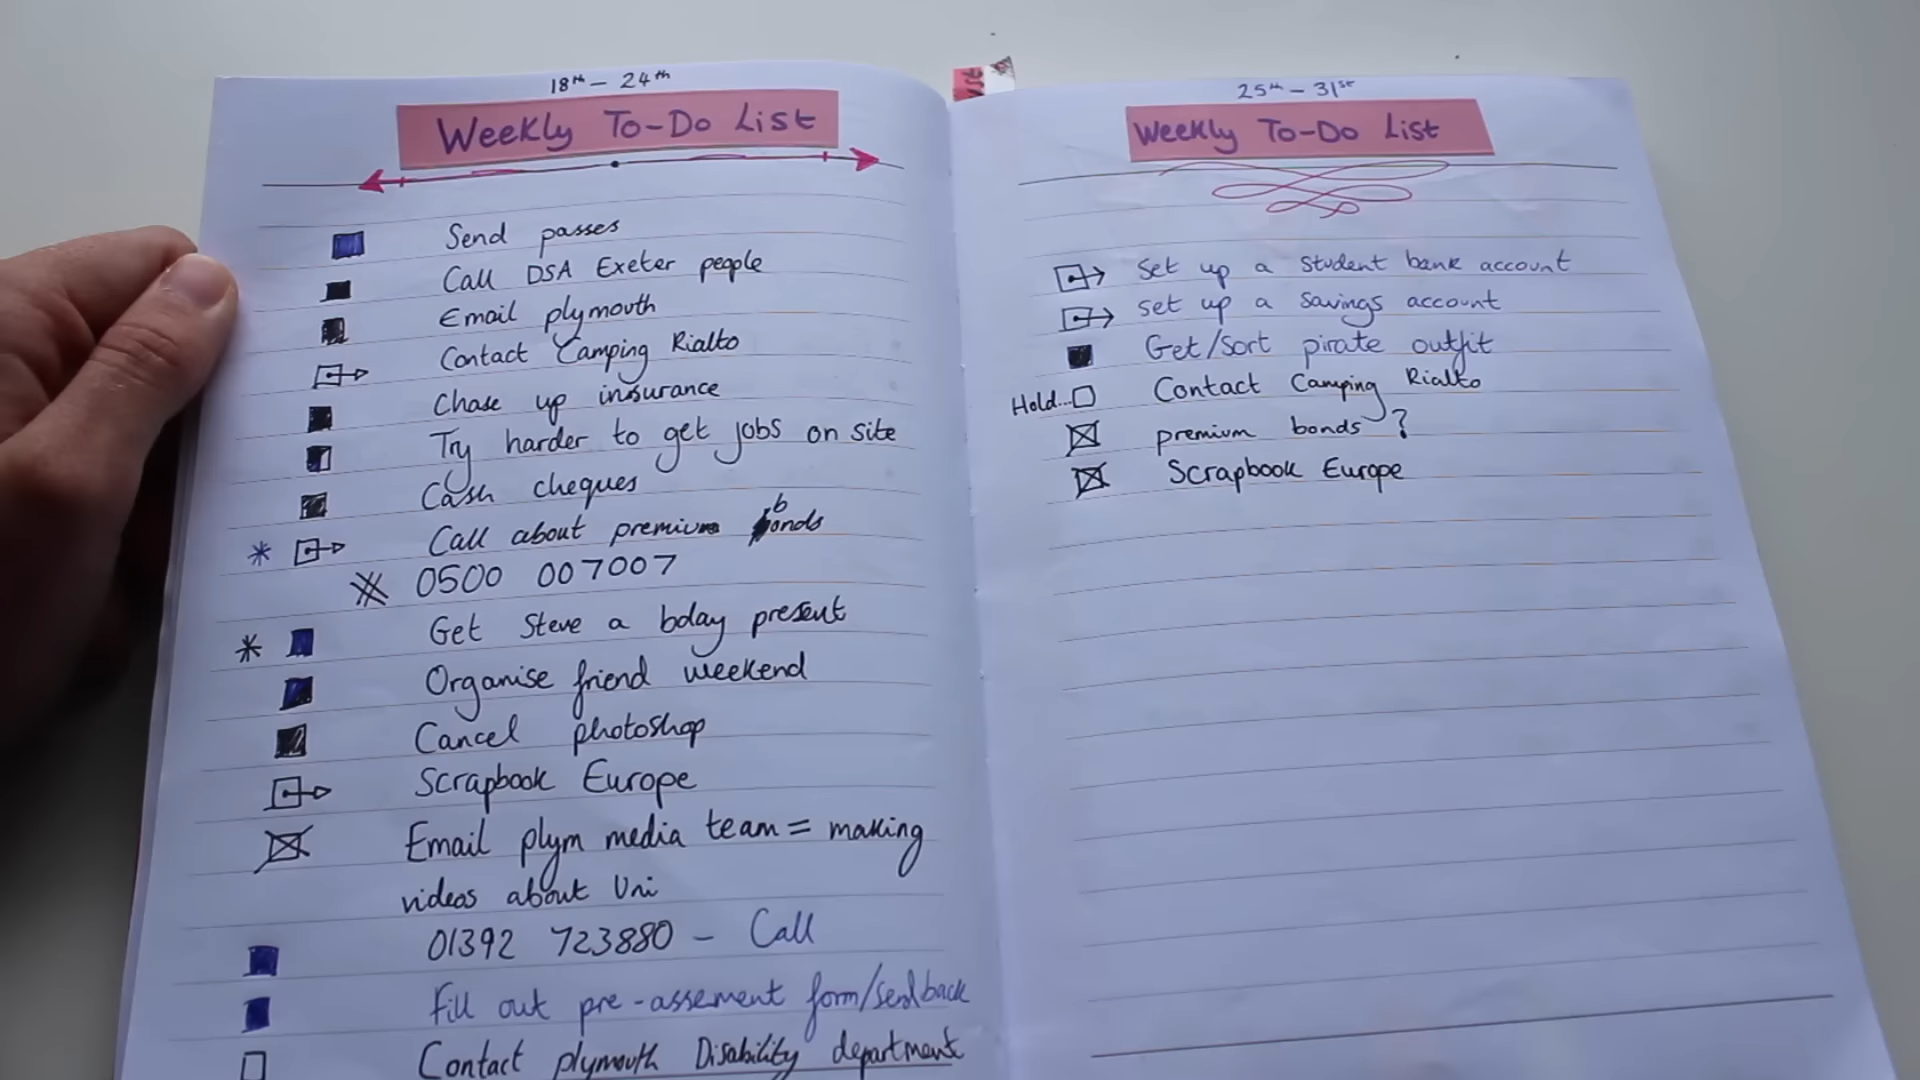 18th – 24th
Weekly To-Do List
Send passes
Call DSA Exeter people
Email plymouth
Contact Camping Rialto
Chase up insurance
Try harder to get jobs on site
Cash cheques
* Call about premium bonds
0500 007007
* Get Steve a bday present
Organise friend weekend
Cancel photoshop
Scrapbook Europe
Email plym media team = making
videos about Uni
01392 723880 – Call
Fill out pre-assement form/send back
Contact plymouth Disability department
25th – 31st
Weekly To-Do List
Set up a student bank account
set up a savings account
Get/Sort pirate outfit
Hold... Contact Camping Rialto
premium bonds?
Scrapbook Europe